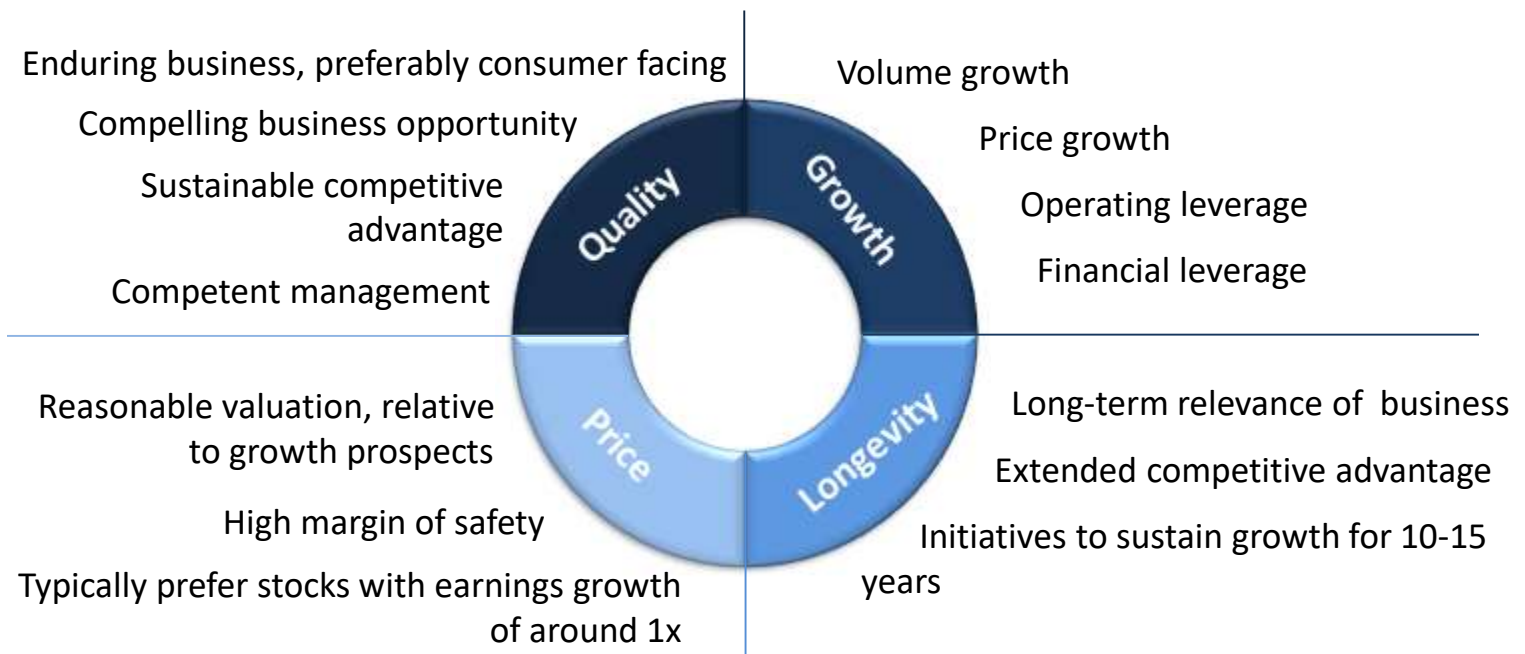 Enduring business, preferably consumer facing
Compelling business opportunity
Sustainable competitive
advantage
Competent management
Quality
Growth
Volume growth
Price growth
Operating leverage
Financial leverage
Reasonable valuation, relative
to growth prospects
High margin of safety
Typically prefer stocks with earnings growth
of around 1x
Price
Longevity
Long-term relevance of business
Extended competitive advantage
Initiatives to sustain growth for 10-15
years